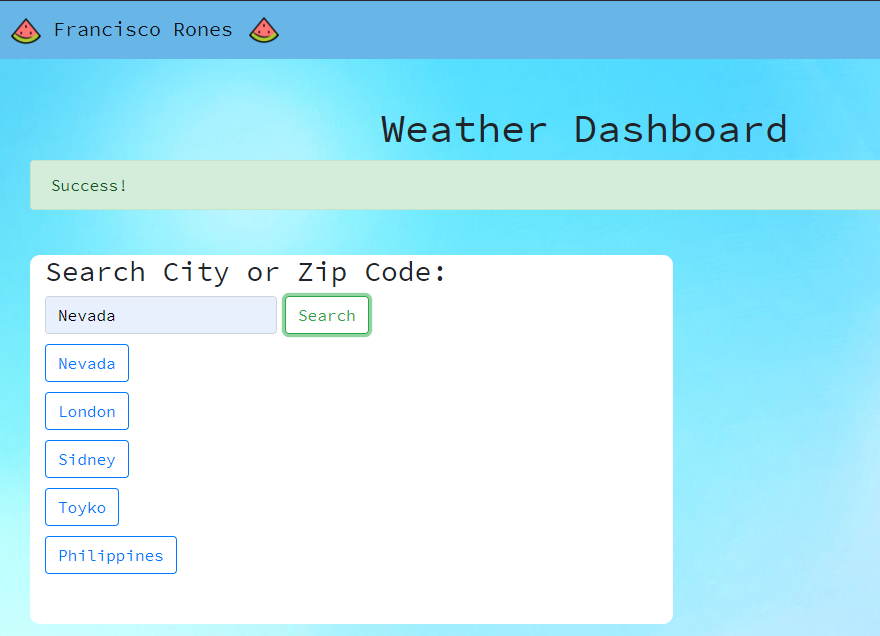 Francisco Rones
Weather Dashboard
Success!
Search City or Zip Code:
Nevada Search
Nevada
London
Sidney
Toyko
Philippines